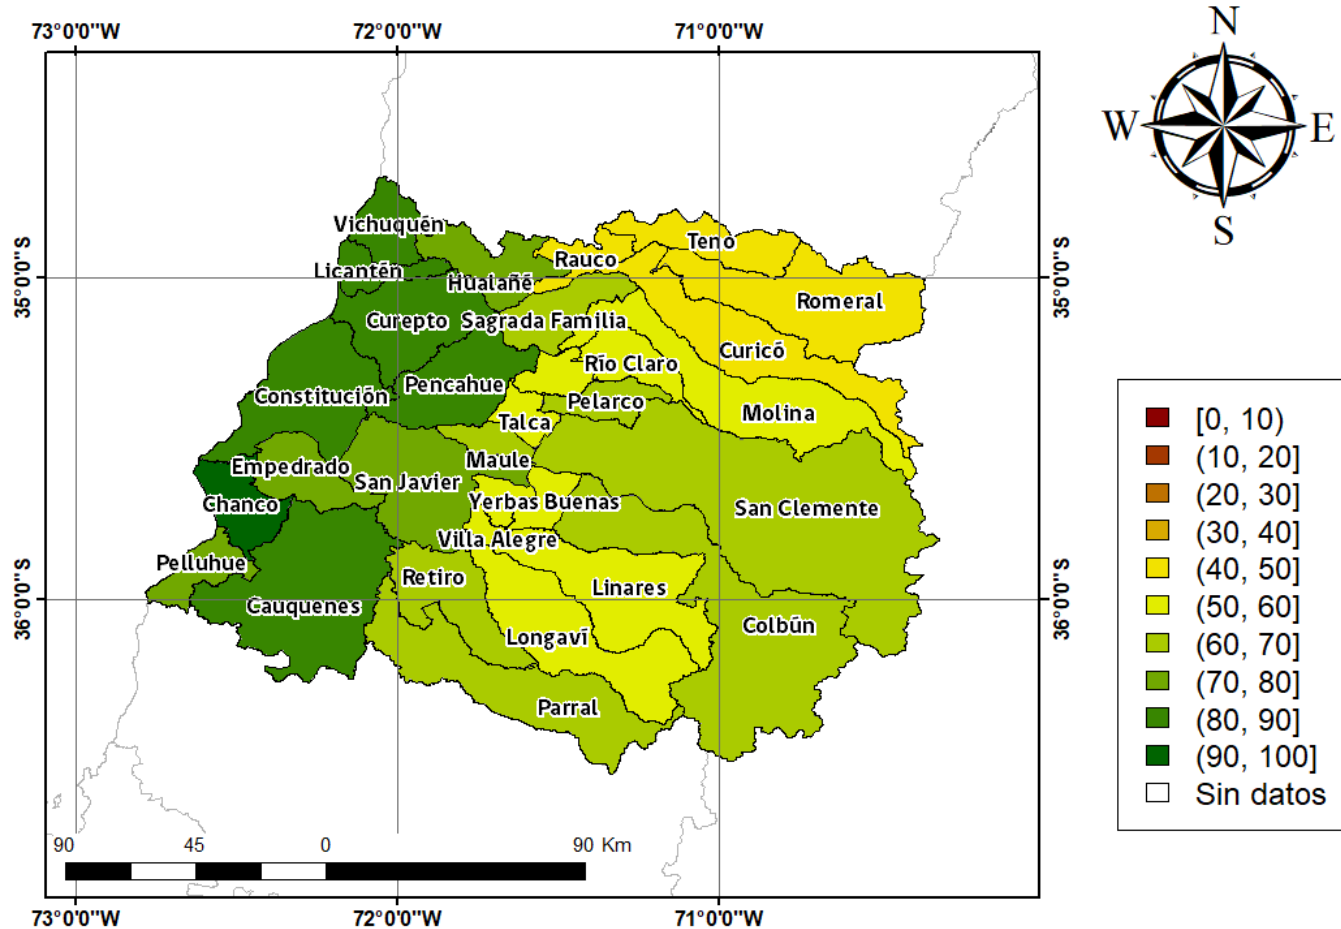 73°0'0"W 72°0'0"W 71°0'0"W
N
W E
S
35°0'0"S
36°0'0"S
35°0'0"S
36°0'0"S
Vichuquén
Teno
Rauco
Licantén
Hualañé
Romeral
Curepto
Sagrada Familia
Curicó
Río Claro
Pencahue
Constitución
Pelarco
Molina
Talca
Maule
Empedrado
San Javier
Yerbas Buenas
Chanco
San Clemente
Villa Alegre
Pelluhue
Retiro
Linares
Cauquenes
Colbún
Longaví
Parral
90 45 0 90 Km
73°0'0"W 72°0'0"W 71°0'0"W
[0, 10)
(10, 20]
(20, 30]
(30, 40]
(40, 50]
(50, 60]
(60, 70]
(70, 80]
(80, 90]
(90, 100]
Sin datos